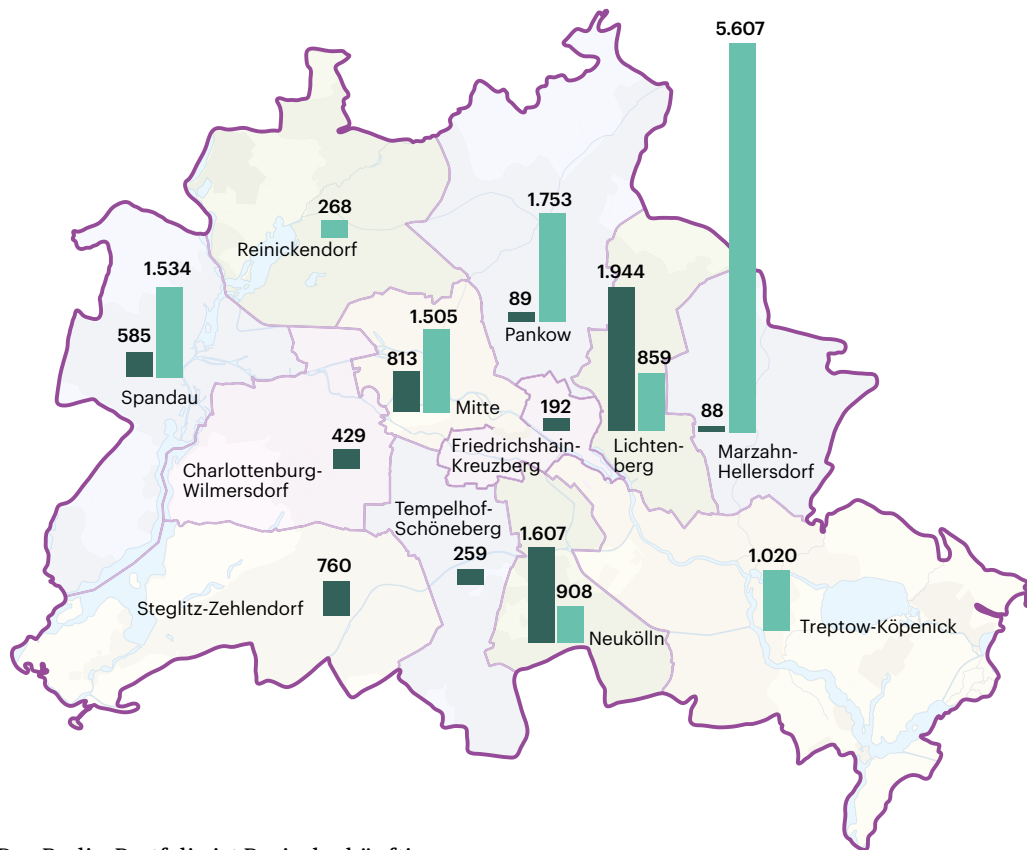 5.607
268
Reinickendorf
1.753
89
Pankow
1.534
585
Spandau
1.944
859
Lichten-
berg
88
Marzahn-
Hellersdorf
1.505
813
Mitte
192
Friedrichshain-
Kreuzberg
429
Charlottenburg-
Wilmersdorf
Tempelhof-
Schöneberg
259
1.607
908
Neukölln
760
Steglitz-Zehlendorf
1.020
Treptow-Köpenick